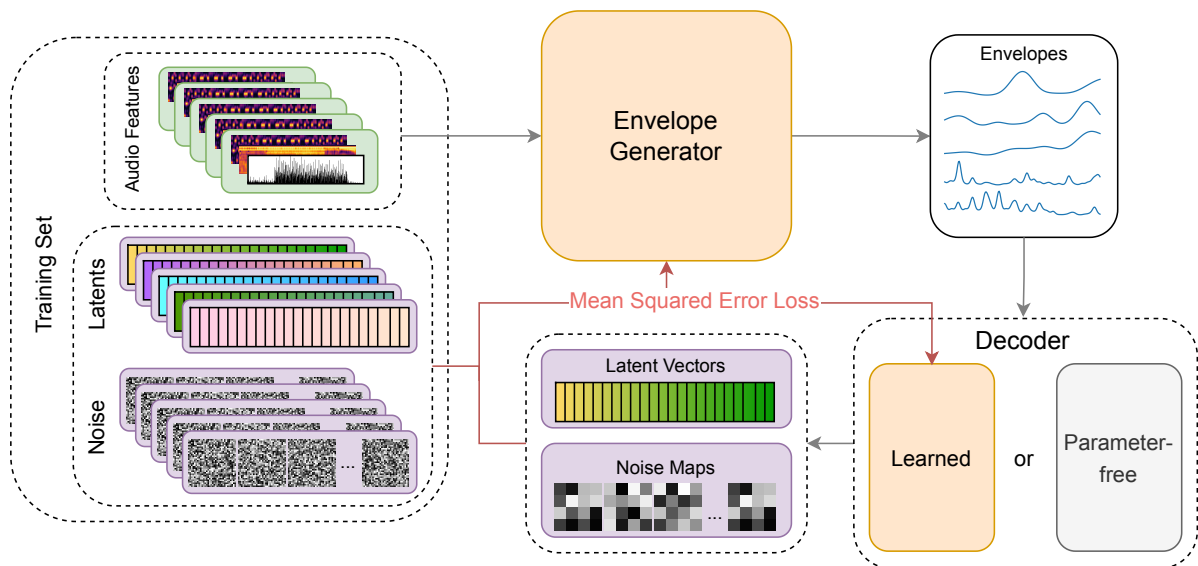 Training Set
Audio Features
Latents
Noise
...
Envelope
Generator
Envelopes
Mean Squared Error Loss
Latent Vectors
Noise Maps
...
Decoder
Learned
or
Parameter-
free